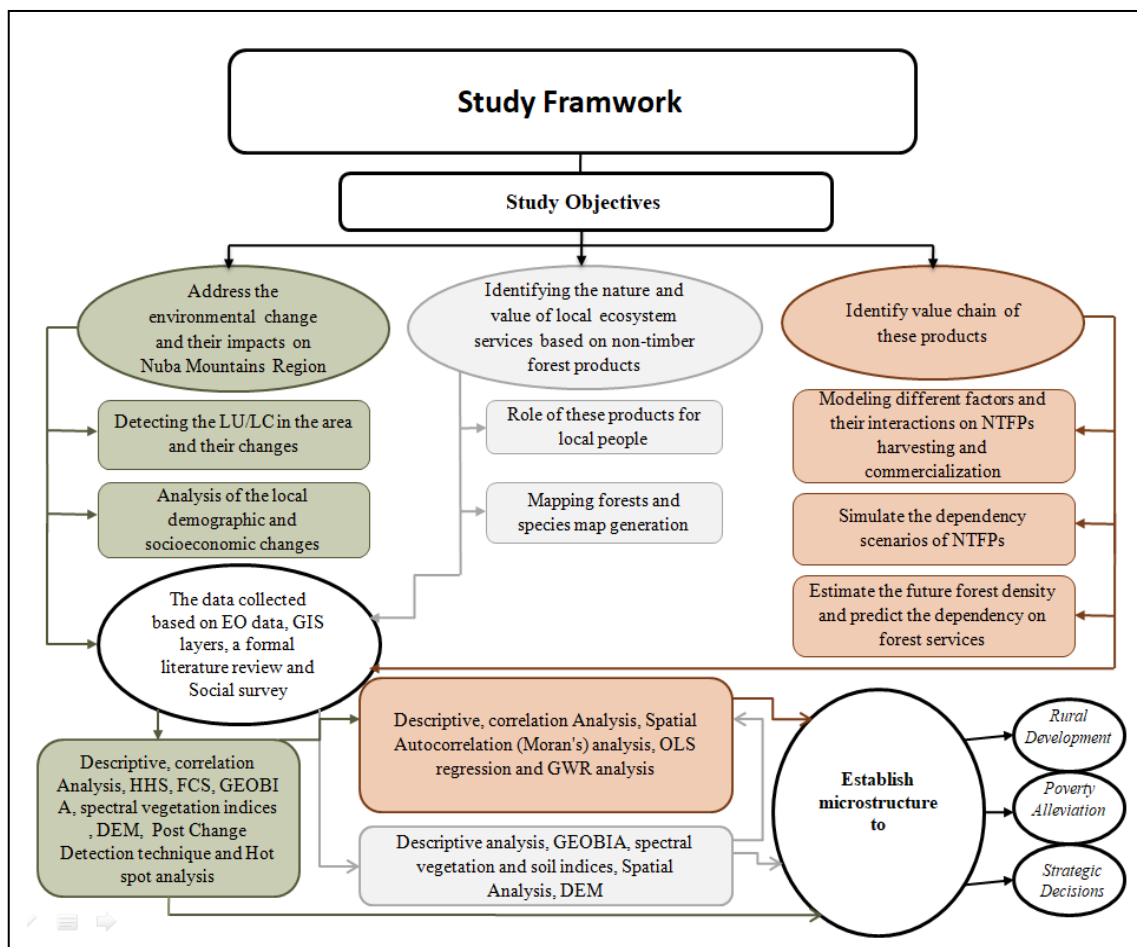 Study Framwork
Study Objectives
Address the
environmental change
and their impacts on
Nuba Mountains Region
Identifying the nature and
value of local ecosystem
services based on non-timber
forest products
Identify value chain of
these products
Detecting the LU/LC in the area
and their changes
Analysis of the local
demographic and
socioeconomic changes
Role of these products for
local people
Mapping forests and
species map generation
Modeling different factors and
their interactions on NTFPs
harvesting and
commercialization
Simulate the dependency
scenarios of NTFPs
Estimate the future forest density
and predict the dependency on
forest services
The data collected
based on EO data, GIS
layers, a formal
literature review and
Social survey
Descriptive, correlation
Analysis, HHS, FCS, GEOBI
A, spectral vegetation indices
, DEM, Post Change
Detection technique and Hot
spot analysis
Descriptive, correlation Analysis, Spatial
Autocorrelation (Moran's) analysis, OLS
regression and GWR analysis
Descriptive analysis, GEOBIA, spectral
vegetation and soil indices, Spatial
Analysis, DEM
Establish
microstructure
to
Rural
Development
Poverty
Alleviation
Strategic
Decisions